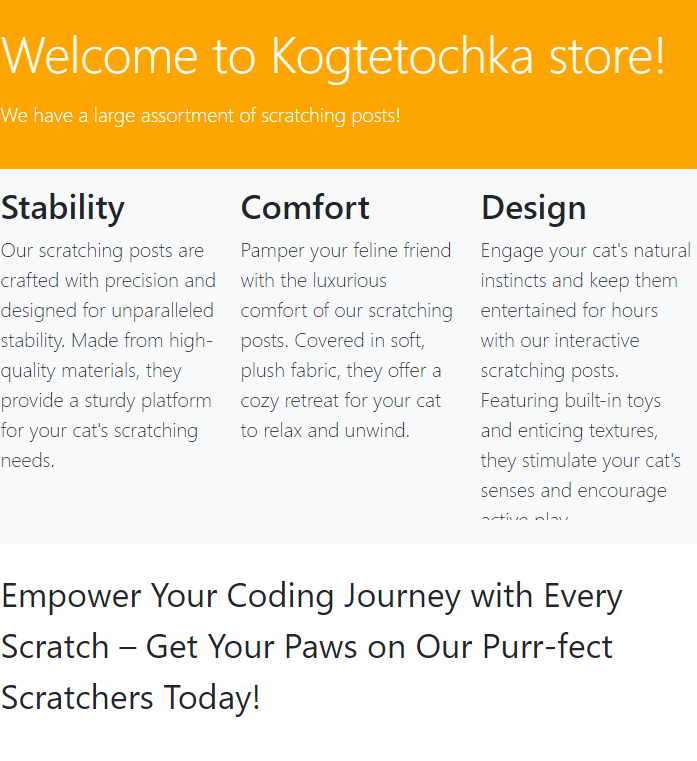 Welcome to Kogtetochka store!
We have a large assortment of scratching posts!
Stability
Our scratching posts are
crafted with precision and
designed for unparalleled
stability. Made from high-
quality materials, they
provide a sturdy platform
for your cat's scratching
needs.
Comfort
Pamper your feline friend
with the luxurious
comfort of our scratching
posts. Covered in soft,
plush fabric, they offer a
cozy retreat for your cat
to relax and unwind.
Design
Engage your cat's natural
instincts and keep them
entertained for hours
with our interactive
scratching posts.
Featuring built-in toys
and enticing textures,
they stimulate your cat's
senses and encourage
active play
Empower Your Coding Journey with Every
Scratch – Get Your Paws on Our Purr-fect
Scratchers Today!